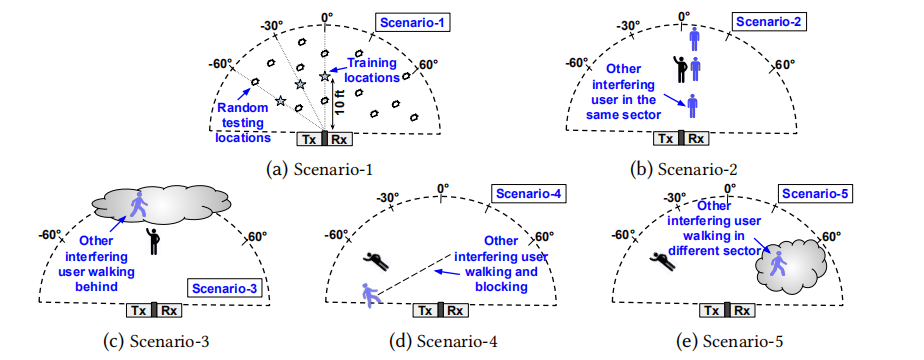 0°
-30°
Scenario-1
-60°
60°
Training
locations
Random
testing
locations
10 ft
Tx Rx
(a) Scenario-1
0°
Scenario-2
-60°
60°
Other
interfering
user in the
same sector
Tx Rx
(b) Scenario-2
-60°
60°
Other
interfering
user walking
behind
Scenario-3
Tx Rx
(c) Scenario-3
0°
-30°
Scenario-4
-60°
60°
Other
interfering user
walking and
blocking
Tx Rx
(d) Scenario-4
0°
-30°
Scenario-5
-60°
60°
Other
interfering user
walking in
different sector
Tx Rx
(e) Scenario-5